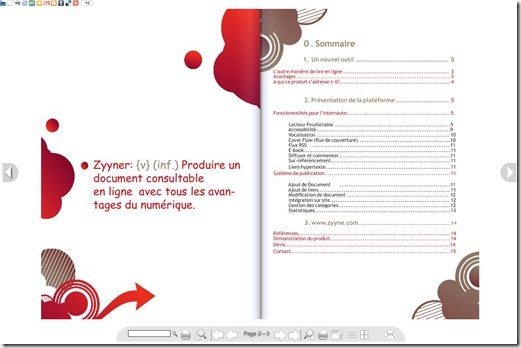 Zyyner: {v} (inf.) Produire un
document consultable
en ligne avec tous les avan-
tages du numérique.
0 . Sommaire
1. Un nouvel outil ................ 3
L'autre manière de lire en ligne................ 3
Avantages ................ 3
A qui ce produit s'adresse-t-il?................ 4
2. Présentation de la plateforme ................ 5
Fonctionnalités pour l'internaute................ 5
Lecteur Feuilletable ................ 5
Accessibilité................ 9
Vocalisation ................ 10
Cover Flow (flux de couverture)................ 10
Flux RSS ................ 11
E-book................ 11
Diffuser et commenter ................ 11
Sur-référencement................ 11
Liens hypertexte................ 11
Système de publication................ 11
Ajout de Document ................ 11
Ajout de liens................ 11
Modification de document ................ 12
Intégration sur site................ 12
Gestion des catégories................ 12
Statistiques ................ 13
3. www.zyyne.com................ 14
Références................ 14
Démonstration du produit................ 14
Devis................ 14
Contact................ 15
Page 2—3